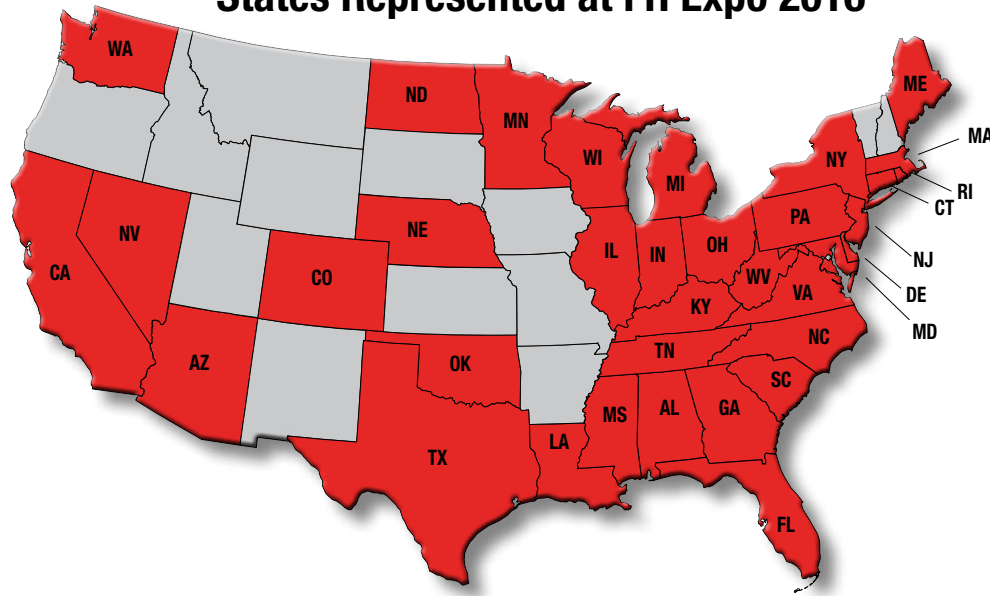 States Represented at PH Expo 2016
WA
ND
MN
ME
MA
WI
NY
MI
RI
CT
NE
PA
NV
IL
IN
OH
NJ
CA
CO
WV
DE
VA
KY
MD
NC
TN
AZ
OK
SC
MS
AL
GA
LA
TX
FL